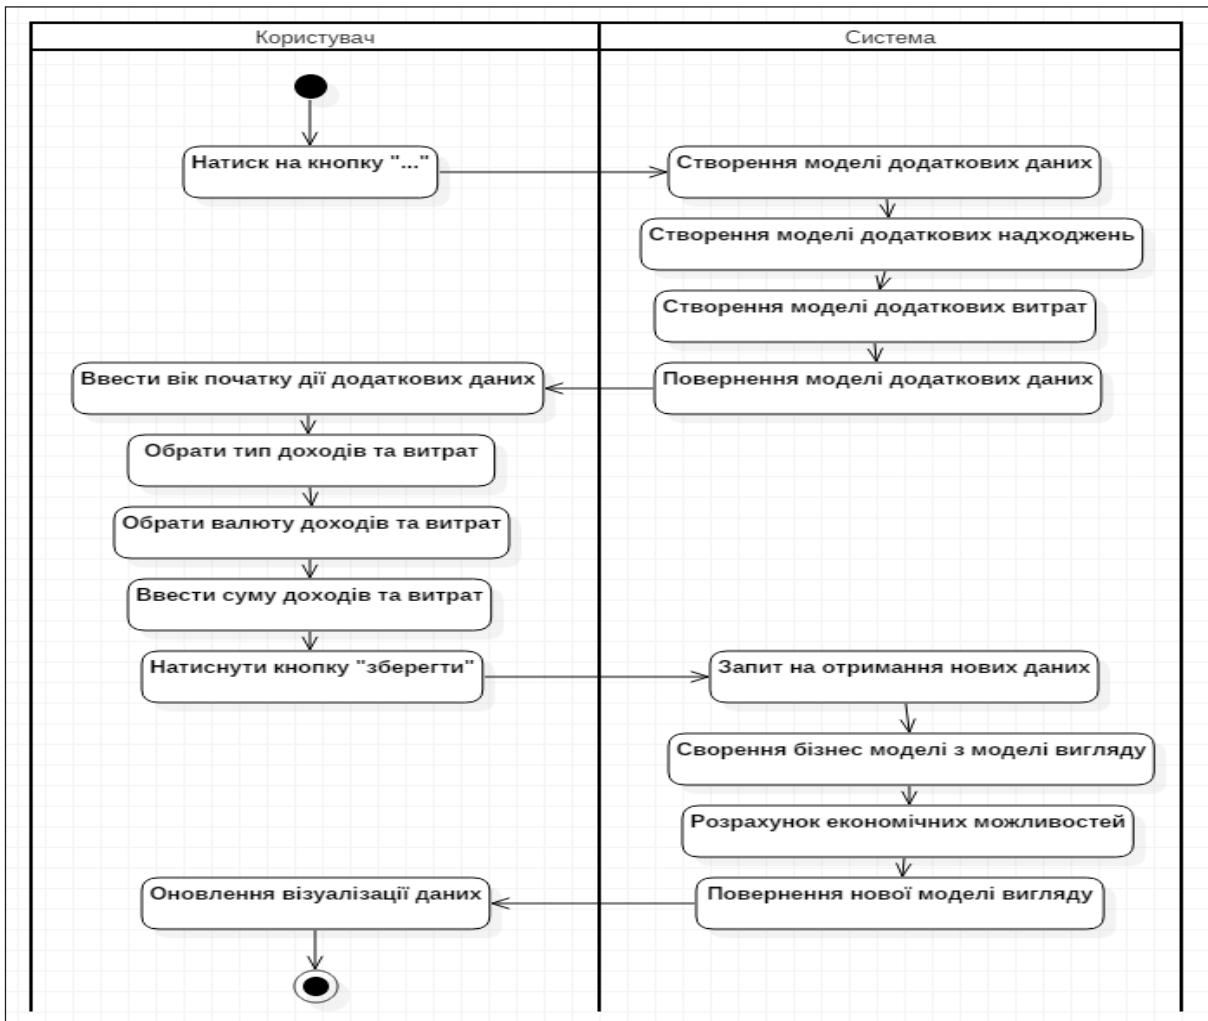 Користувач
Система
Натиск на кнопку "..."
Створення моделі додаткових даних
Створення моделі додаткових надходжень
Створення моделі додаткових витрат
Повернення моделі додаткових даних
Ввести вік початку дії додаткових даних
Обрати тип доходів та витрат
Обрати валюту доходів та витрат
Ввести суму доходів та витрат
Натиснути кнопку "зберегти"
Запит на отримання нових даних
Сворення бізнес моделі з моделі вигляду
Розрахунок економічних можливостей
Повернення нової моделі вигляду
Оновлення візуалізації даних